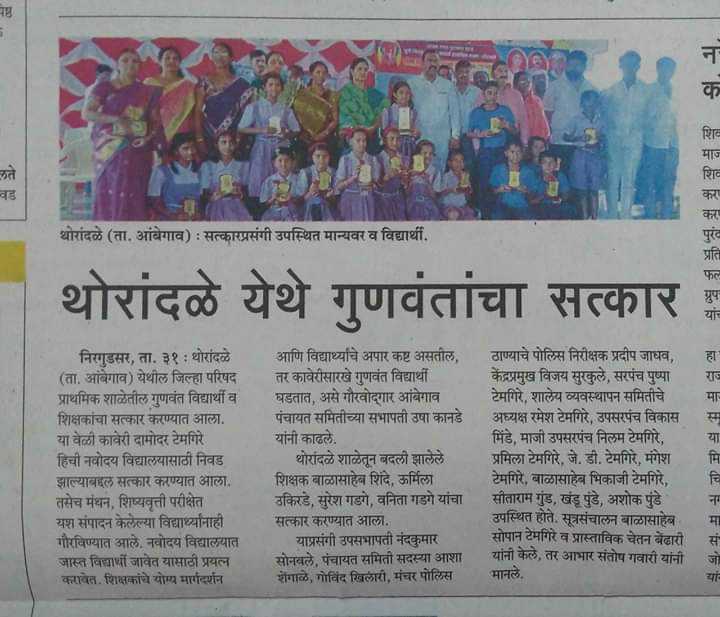 थोरांदळे (ता. आंबेगाव) : सत्कारप्रसंगी उपस्थित मान्यवर व विद्यार्थी.
थोरांदळे येथे गुणवंतांचा सत्कार
निरगुडसर, ता. ३१ : थोरांदळे
(ता. आंबेगाव) येथील जिल्हा परिषद
प्राथमिक शाळेतील गुणवंत विद्यार्थी व
शिक्षकांचा सत्कार करण्यात आला.
या वेळी कावेरी दामोदर टेमगिरे
हिची नवोदय विद्यालयासाठी निवड
झाल्याबद्दल सत्कार करण्यात आला.
तसेच मंथन, शिष्यवृत्ती परीक्षेत
यश संपादन केलेल्या विद्यार्थ्यांनाही
गौरविण्यात आले. नवोदय विद्यालयात
जास्त विद्यार्थी जावेत यासाठी प्रयत्न
करावेत. शिक्षकांचे योग्य मार्गदर्शन
आणि विद्यार्थ्यांचे अपार कष्ट असतील,
तर कावेरीसारखे गुणवंत विद्यार्थी
घडतात, असे गौरवोद्गार आंबेगाव
पंचायत समितीच्या सभापती उषा कानडे
यांनी काढले.
थोरांदळे शाळेतून बदली झालेले
शिक्षक बाळासाहेब शिंदे, ऊर्मिला
उकिरडे, सुरेश गडगे, वनिता गडगे यांचा
सत्कार करण्यात आला.
याप्रसंगी उपसभापती नंदकुमार
सोनवले, पंचायत समिती सदस्या आशा
शेंगाळे, गोविंद खिलारी, मंचर पोलिस
ठाण्याचे पोलिस निरीक्षक प्रदीप जाधव,
केंद्रप्रमुख विजय सुरकुले, सरपंच पुष्पा
टेमगिरे, शालेय व्यवस्थापन समितीचे
अध्यक्ष रमेश टेमगिरे, उपसरपंच विकास
मिंडे, माजी उपसरपंच निलम टेमगिरे,
प्रमिला टेमगिरे, जे. डी. टेमगिरे, मंगेश
टेमगिरे, बाळासाहेब भिकाजी टेमगिरे,
सीताराम गुंड, खंडू पुंडे, अशोक पुंडे
उपस्थित होते. सूत्रसंचालन बाळासाहेब
सोपान टेमगिरे व प्रास्ताविक चेतन बेंढारी
यांनी केले, तर आभार संतोष गवारी यांनी
मानले.